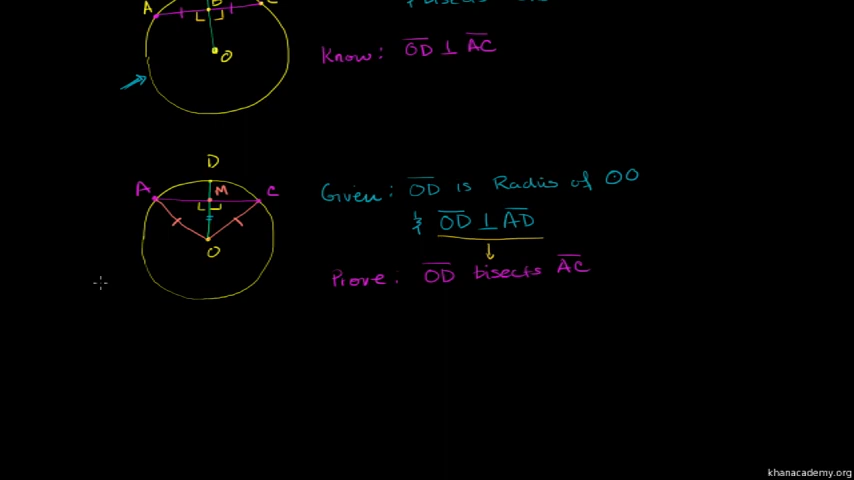 A
O
Know: OD ⊥ AC
D
A M C
Given: OD is Radius of ⊙O
& OD ⊥ AD
O
Prove: OD bisects AC
khanacademy.org